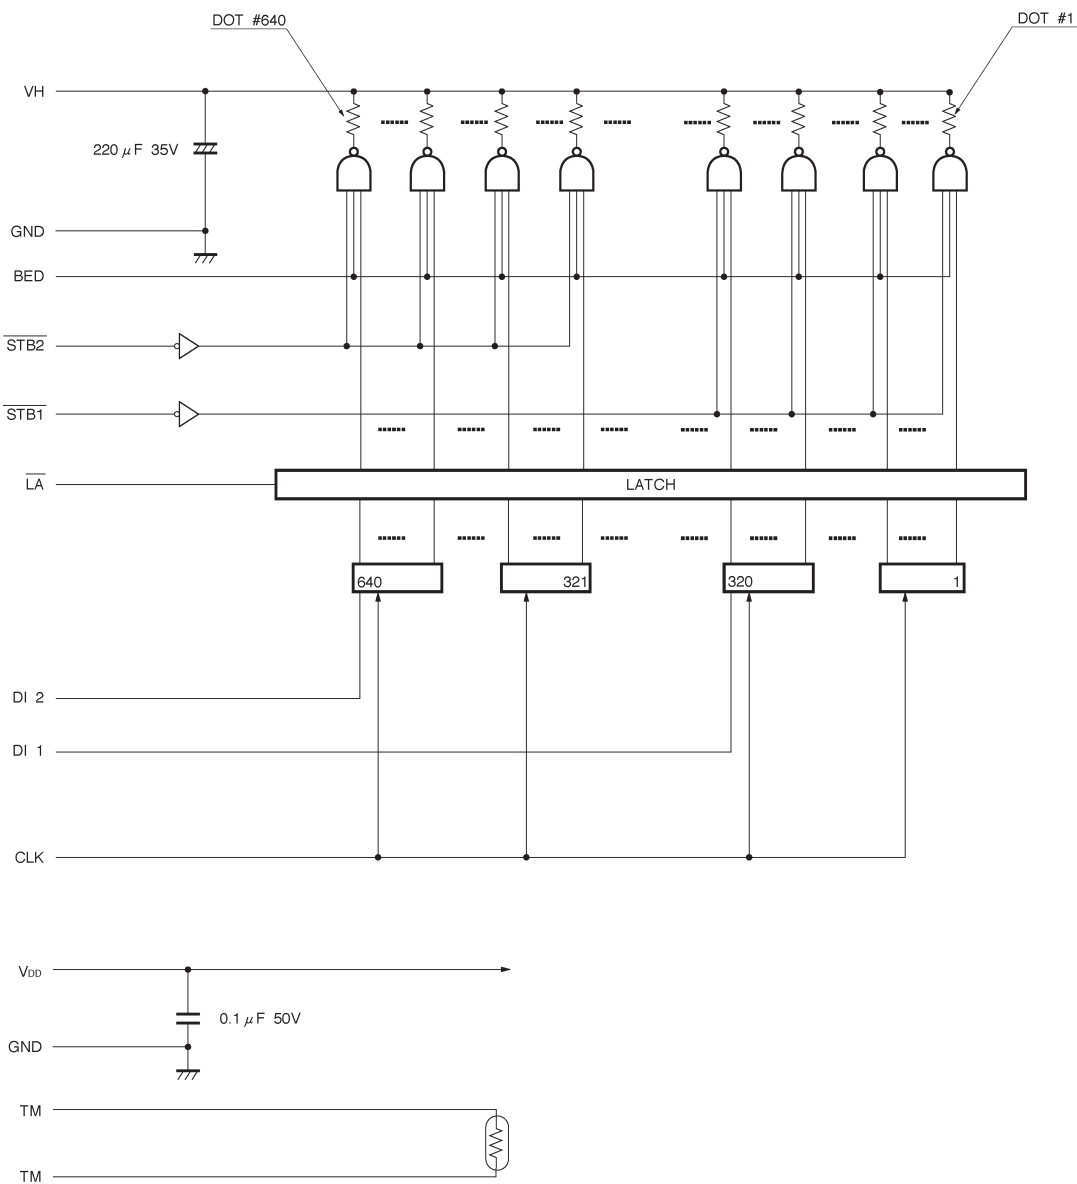 DOT #640
DOT #1
VH
220 μF 35V
GND
BED
STB2
STB1
LA
LATCH
640
321
320
1
DI 2
DI 1
CLK
VDD
0.1 μF 50V
GND
TM
TM